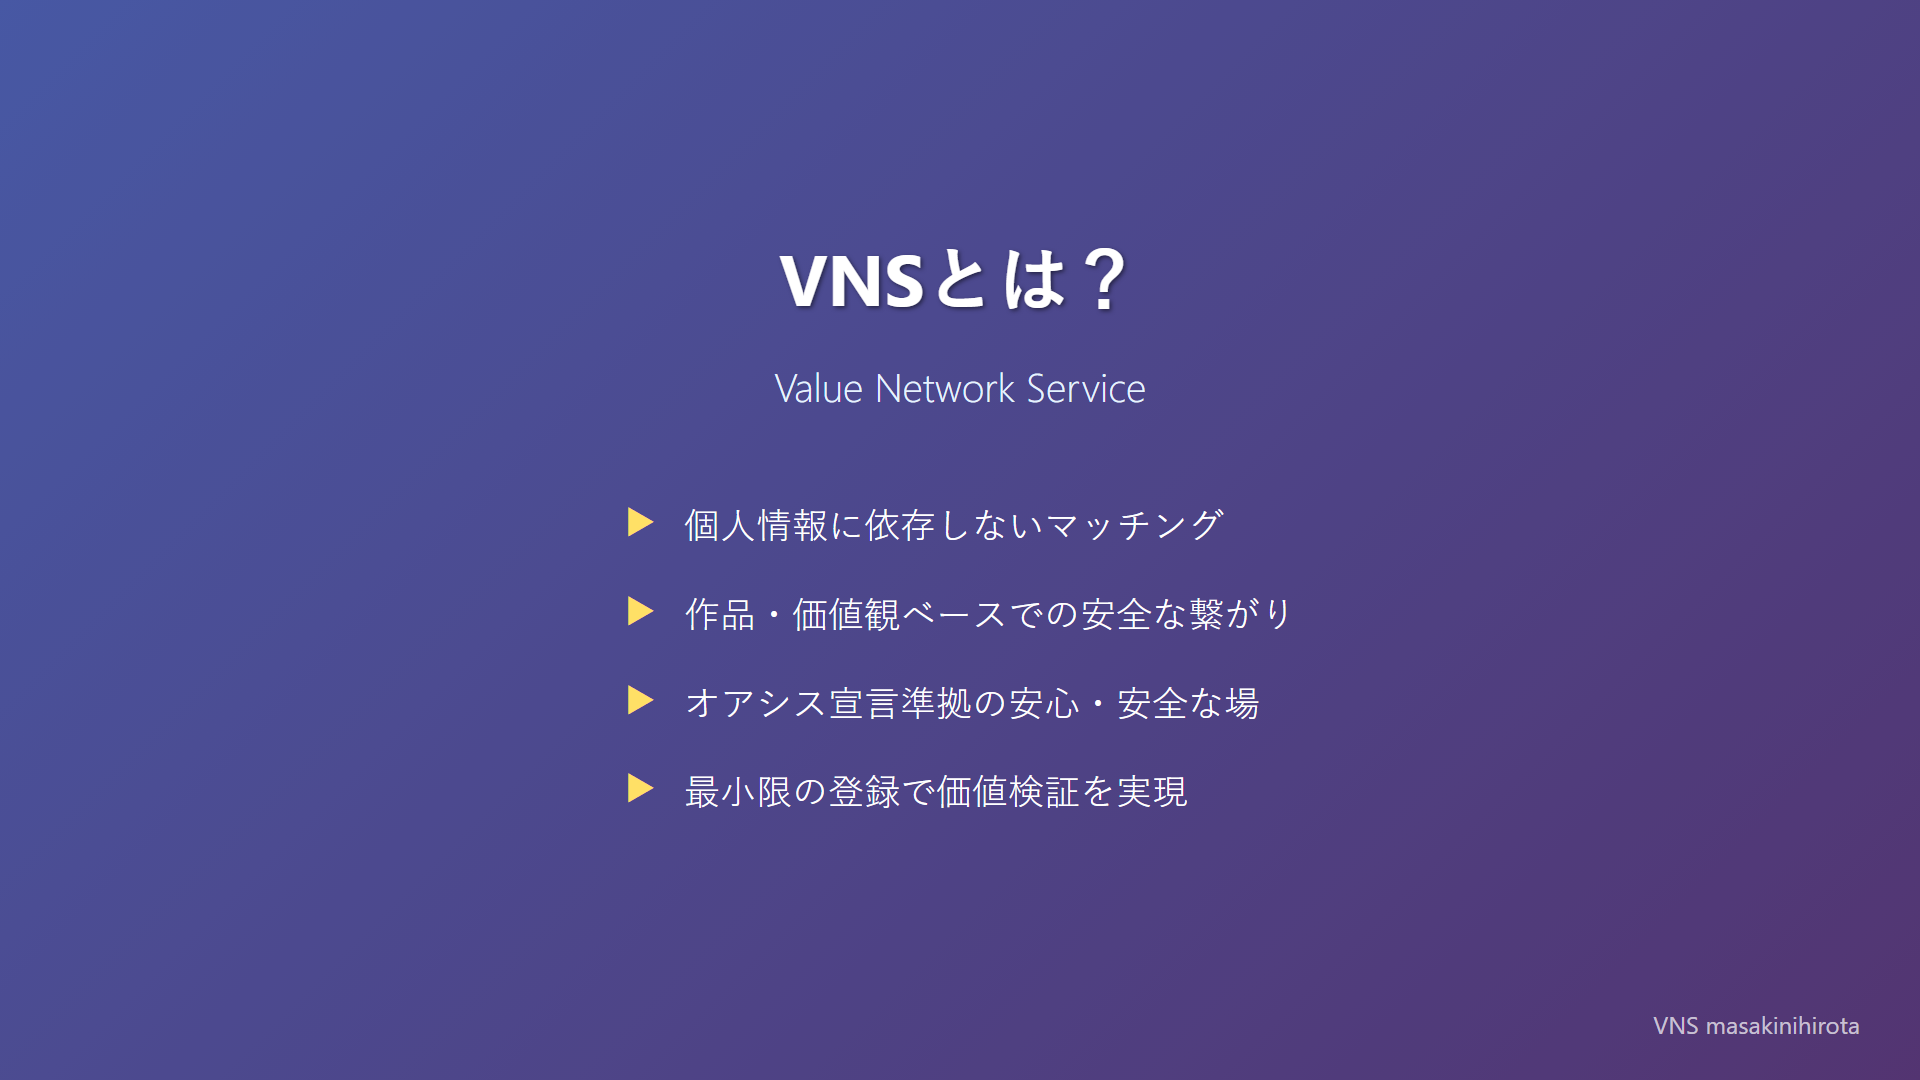 VNSとは？
Value Network Service
▶ 個人情報に依存しないマッチング
▶ 作品・価値観ベースでの安全な繋がり
▶ オアシス宣言準拠の安心・安全な場
▶ 最小限の登録で価値検証を実現
VNS masakinihirota